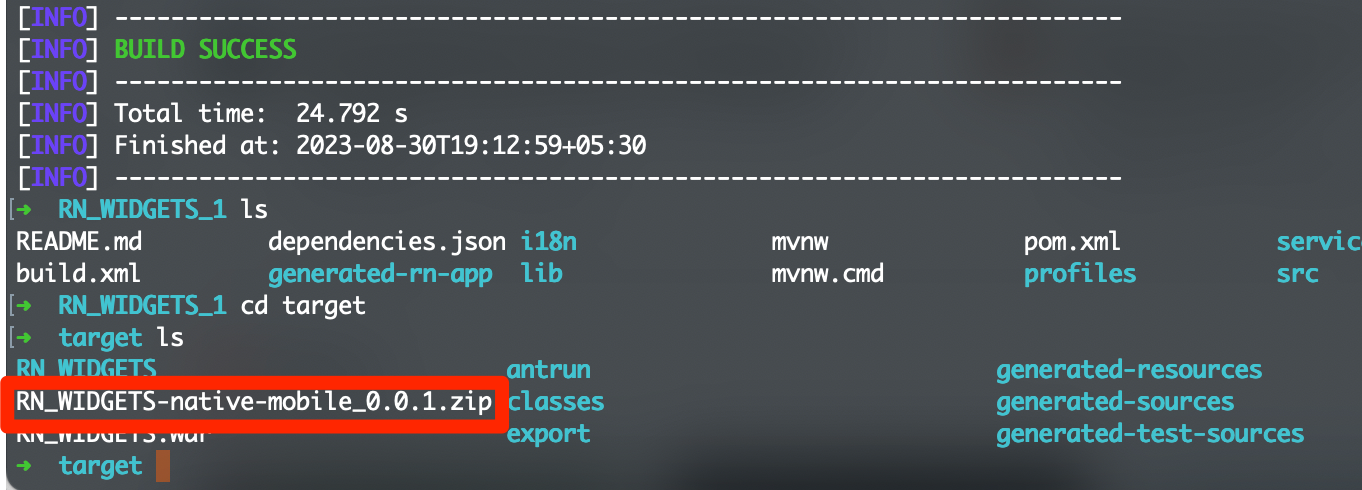 [INFO] ------------------------------------------------------------------------
[INFO] BUILD SUCCESS
[INFO] ------------------------------------------------------------------------
[INFO] Total time:  24.792 s
[INFO] Finished at: 2023-08-30T19:12:59+05:30
[INFO] ------------------------------------------------------------------------
[→  RN_WIDGETS_1 ls
README.md dependencies.json i18n mvnw pom.xml servic
build.xml generated-rn-app lib mvnw.cmd profiles src
[→  RN_WIDGETS_1 cd target
[→  target ls
RN_WIDGETS antrun generated-resources
RN_WIDGETS-native-mobile_0.0.1.zip classes generated-sources
RN_WIDGETS.war export generated-test-sources
→  target